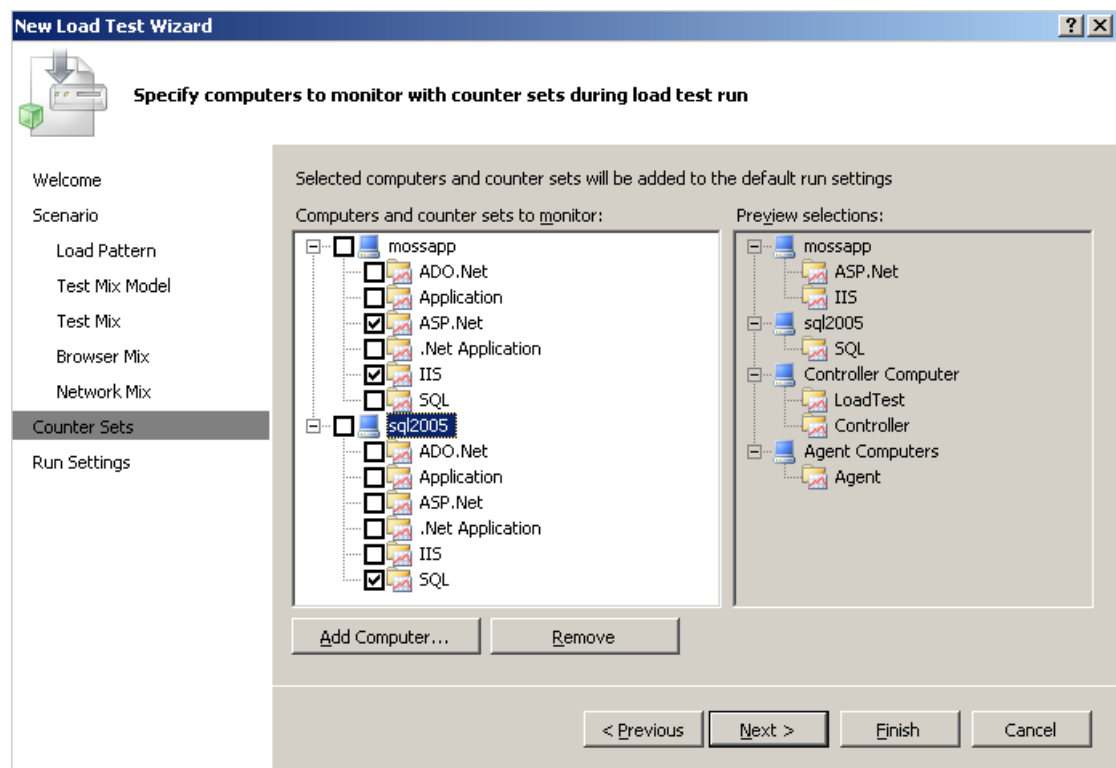 New Load Test Wizard
Specify computers to monitor with counter sets during load test run
Welcome
Scenario
Load Pattern
Test Mix Model
Test Mix
Browser Mix
Network Mix
Counter Sets
Run Settings
Selected computers and counter sets will be added to the default run settings
Computers and counter sets to monitor:
mossapp
ADO.Net
Application
ASP.Net
.Net Application
IIS
SQL
sql2005
ADO.Net
Application
ASP.Net
.Net Application
IIS
SQL
Preview selections:
mossapp
ASP.Net
IIS
sql2005
SQL
Controller Computer
LoadTest
Controller
Agent Computers
Agent
Add Computer...
Remove
< Previous
Next >
Finish
Cancel